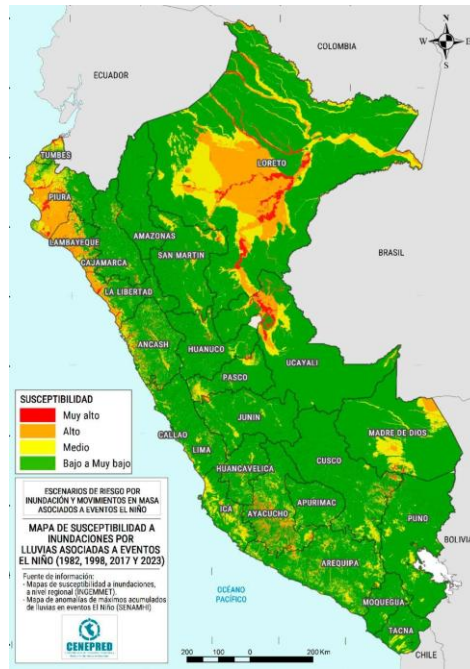 COLOMBIA
ECUADOR
N
W
E
S
TUMBES
LORETO
PIURA
LAMBAYEQUE
AMAZONAS
CAJAMARCA
SAN MARTIN
BRASIL
LA LIBERTAD
ANCASH
HUANUCO
UCAYALI
PASCO
SUSCEPTIBILIDAD
Muy alto
Alto
Medio
Bajo a Muy bajo
JUNIN
CALLAO
LIMA
MADRE DE DIOS
HUANCAVELICA
CUSCO
ICA
AYACUCHO
APURIMAC
PUNO
BOLIVIA
AREQUIPA
MOQUEGUA
TACNA
CHILE
OCÉANO
PACÍFICO
ESCENARIOS DE RIESGO POR
INUNDACIÓN Y MOVIMIENTOS EN MASA
ASOCIADOS A EVENTOS EL NIÑO
MAPA DE SUSCEPTIBILIDAD A
INUNDACIONES POR
LLUVIAS ASOCIADAS A EVENTOS
EL NIÑO (1982, 1998, 2017 Y 2023)
Fuente de información:
- Mapas de susceptibilidad a inundaciones,
a nivel regional (INGEMMET).
- Mapa de anomalías de máximos acumulados
de lluvias en eventos El Niño (SENAMHI)
CENEPRED
200 100 0 200 Km